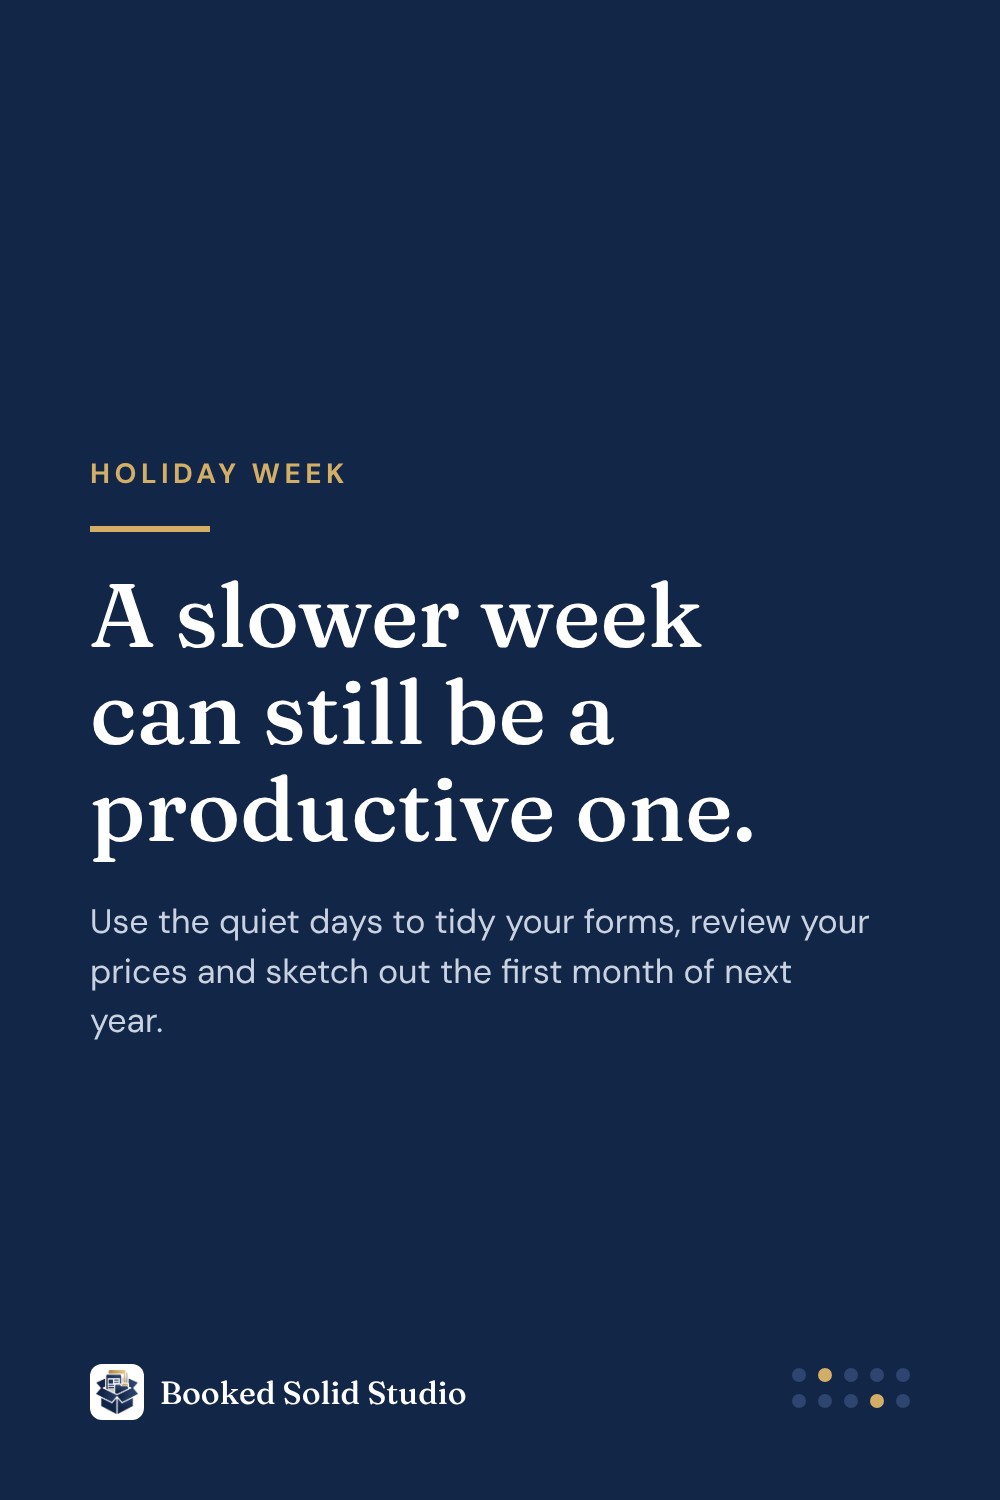 HOLIDAY WEEK
A slower week
can still be a
productive one.
Use the quiet days to tidy your forms, review your
prices and sketch out the first month of next
year.
Booked Solid Studio